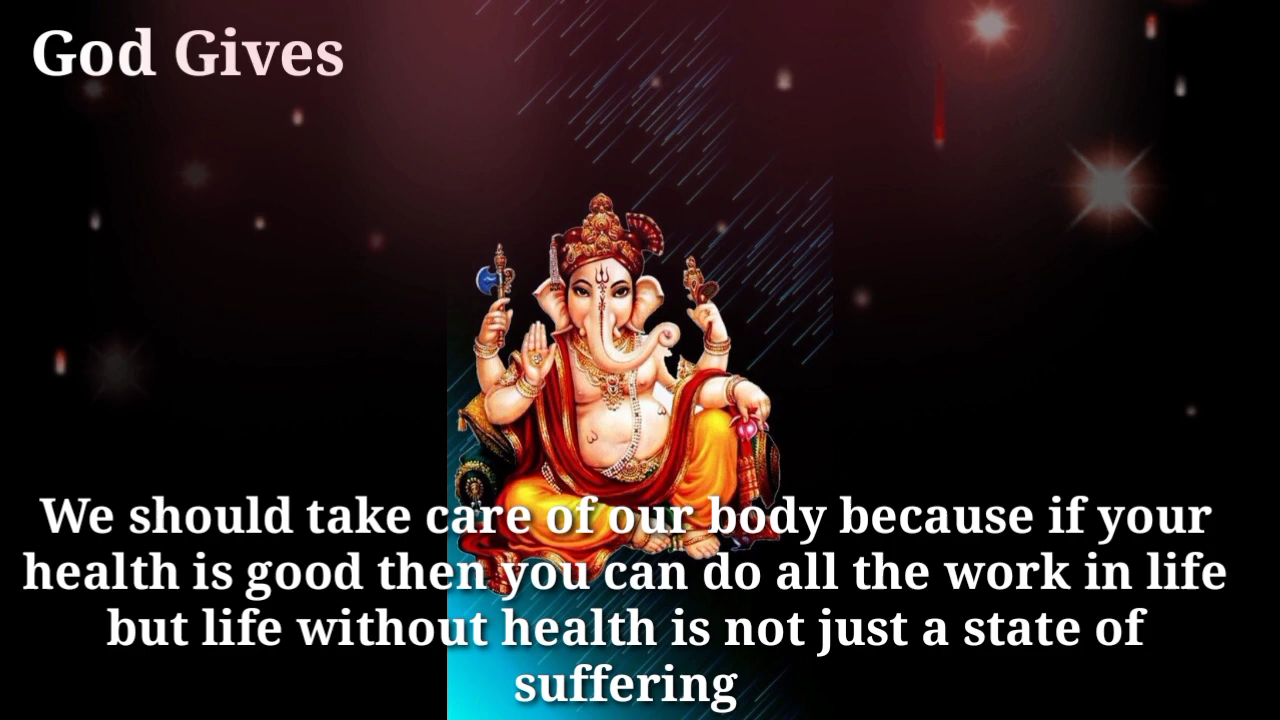 God Gives
We should take care of our body because if your
health is good then you can do all the work in life
but life without health is not just a state of
suffering